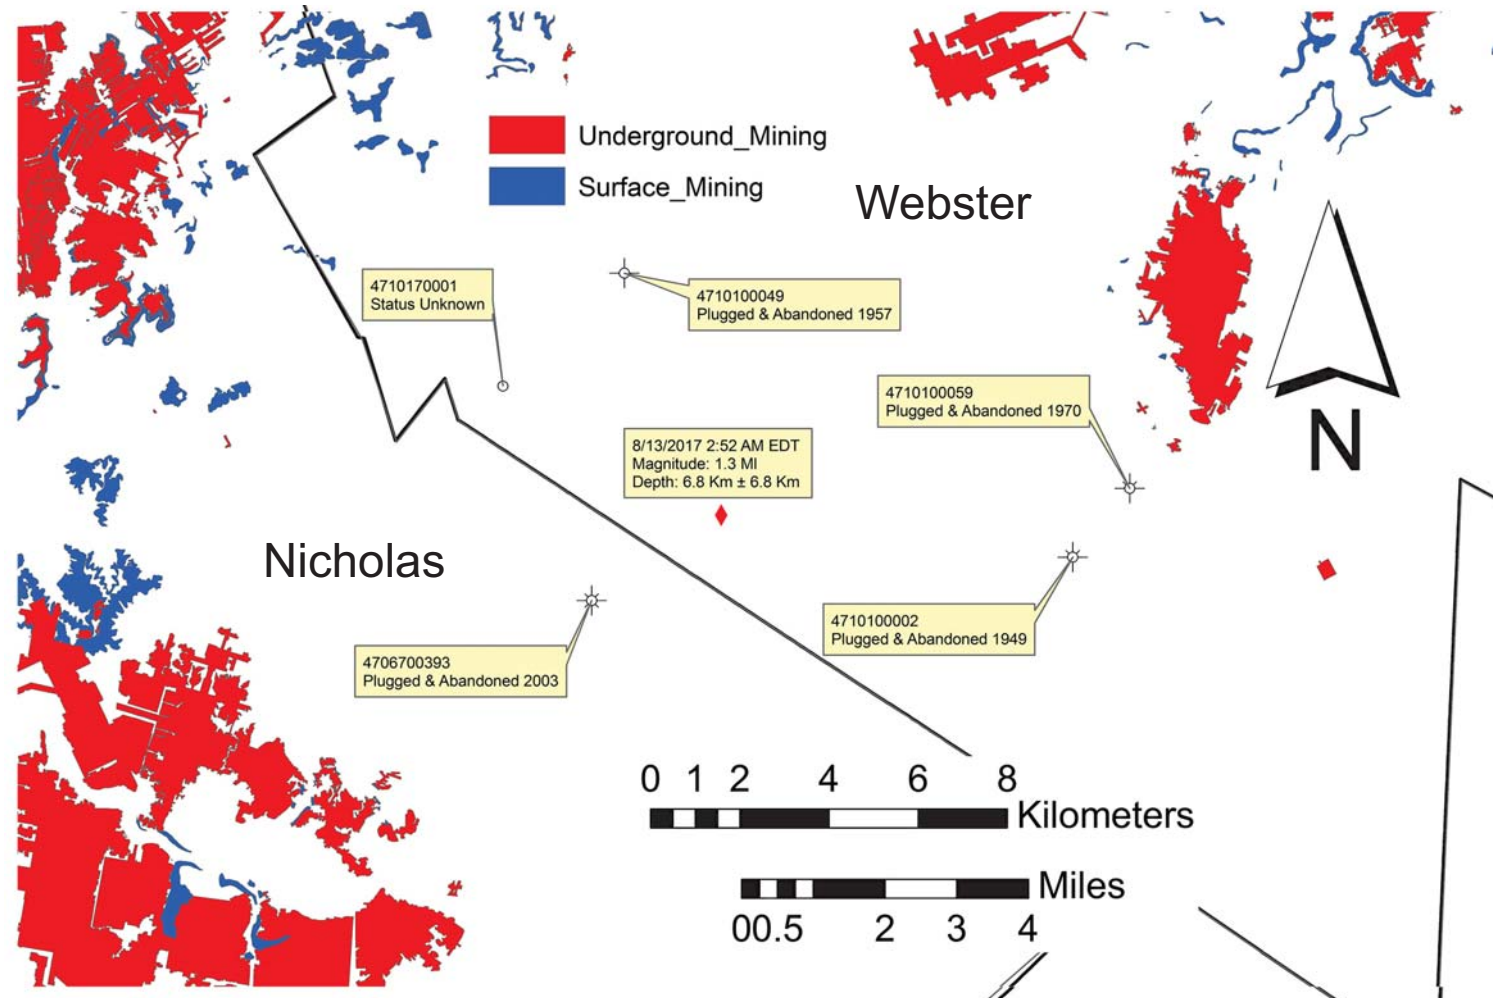 Underground_Mining
Surface_Mining
Webster
4710170001
Status Unknown
4710100049
Plugged & Abandoned 1957
4710100059
Plugged & Abandoned 1970
8/13/2017 2:52 AM EDT
Magnitude: 1.3 Ml
Depth: 6.8 Km ± 6.8 Km
N
Nicholas
4710100002
Plugged & Abandoned 1949
4706700393
Plugged & Abandoned 2003
0 1 2 4 6 8
Kilometers
Miles
00.5 2 3 4